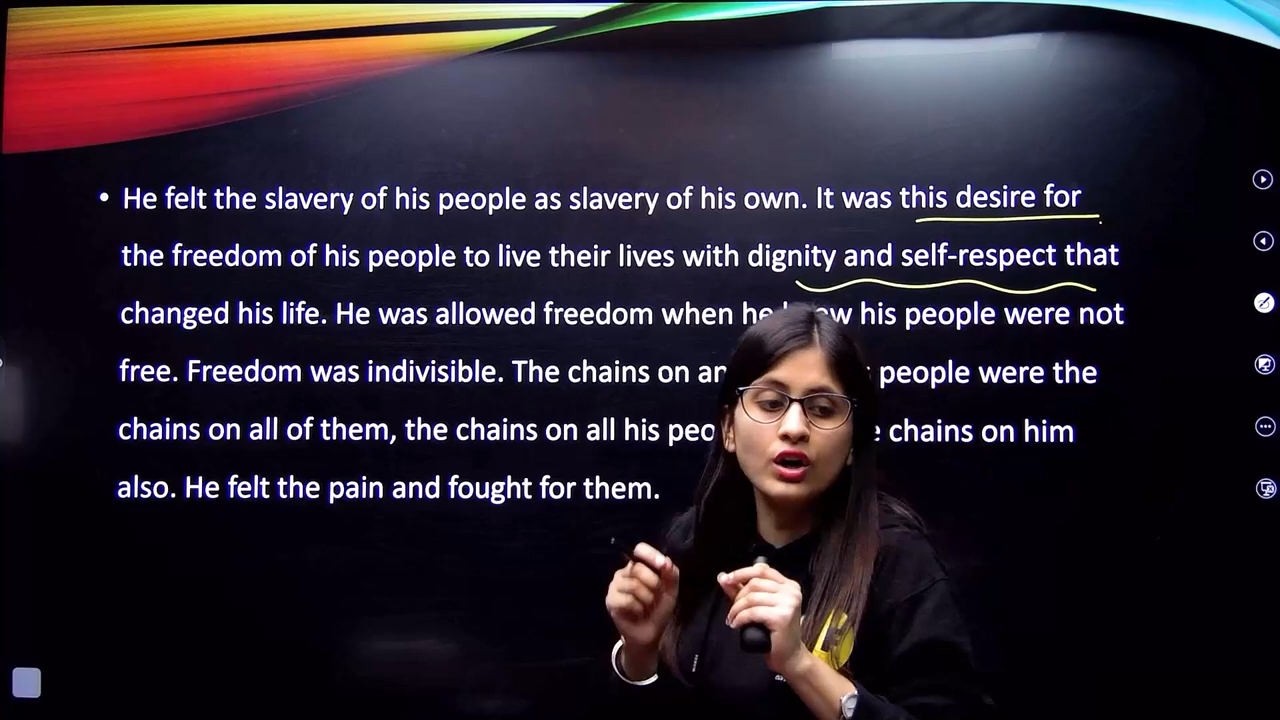 • He felt the slavery of his people as slavery of his own. It was this desire for
the freedom of his people to live their lives with dignity and self-respect that
changed his life. He was allowed freedom when he his people were not
free. Freedom was indivisible. The chains on people were the
chains on all of them, the chains on all his chains on him
also. He felt the pain and fought for them.